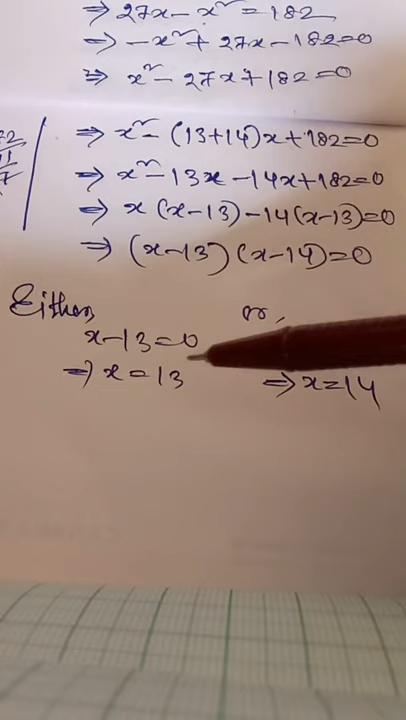 ⇒ 27x - x² = 182
⇒ -x² + 27x - 182 = 0
⇒ x² - 27x + 182 = 0
⇒ x² - (13+14)x + 182 = 0
⇒ x² - 13x - 14x + 182 = 0
⇒ x (x-13) - 14 (x-13) = 0
⇒ (x-13) (x-14) = 0
Either, or,
x-13=0
⇒ x = 13 ⇒ x=14